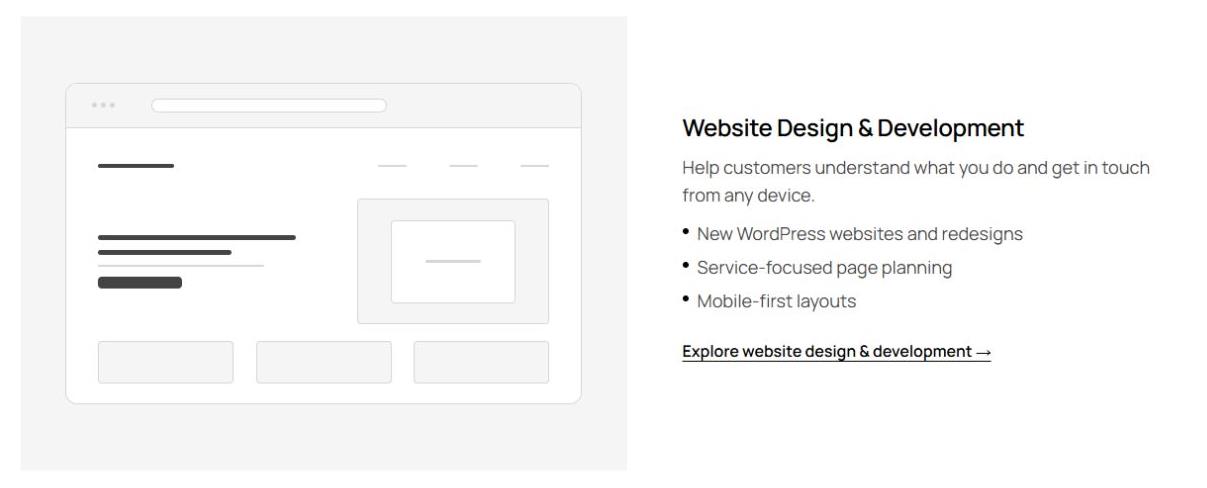 Website Design & Development
Help customers understand what you do and get in touch
from any device.
• New WordPress websites and redesigns
• Service-focused page planning
• Mobile-first layouts
Explore website design & development →